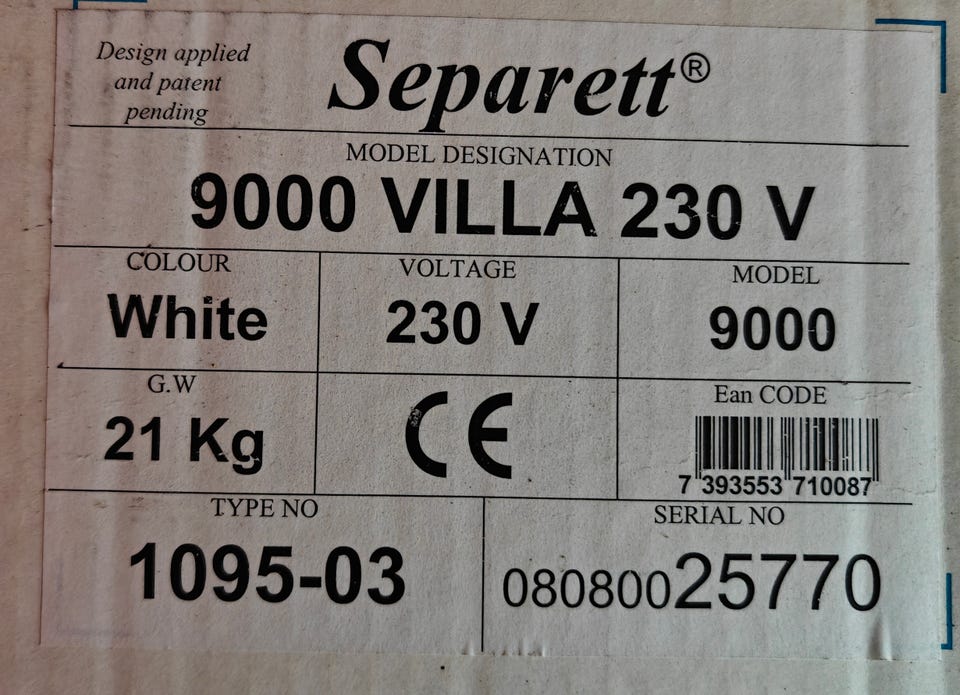 Design applied
and patent
pending
Separett®
MODEL DESIGNATION
9000 VILLA 230 V
COLOUR
White
VOLTAGE
230 V
MODEL
9000
G.W
21 Kg
CE
Ean CODE
7 393553 710087
TYPE NO
1095-03
SERIAL NO
08080025770